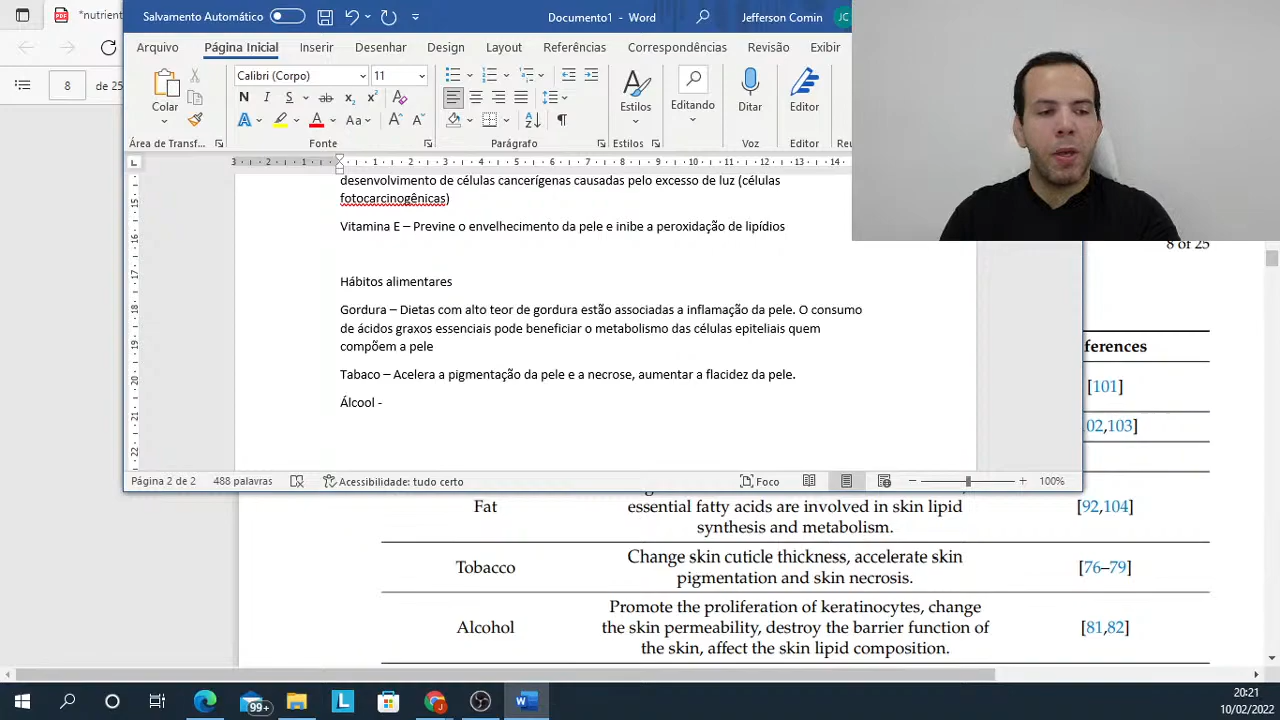 "nutrient
Salvamento Automático
Documento1 - Word
Jefferson Comin
JC
Arquivo
Página Inicial
Inserir
Desenhar
Design
Layout
Referências
Correspondências
Revisão
Exibir
8
de 25
Colar
Calibri (Corpo)
11
Estilos
Editando
Ditar
Editor
Área de Transf...
Fonte
Parágrafo
Estilos
Voz
Editor
desenvolvimento de células cancerígenas causadas pelo excesso de luz (células
fotocarcinogênicas)
Vitamina E – Previne o envelhecimento da pele e inibe a peroxidação de lipídios
8 of 25
Hábitos alimentares
Gordura – Dietas com alto teor de gordura estão associadas a inflamação da pele. O consumo
de ácidos graxos essenciais pode beneficiar o metabolismo das células epiteliais quem
compõem a pele
Tabaco – Acelera a pigmentação da pele e a necrose, aumentar a flacidez da pele.
Álcool -
ferences
[101]
02,103]
Página 2 de 2
488 palavras
Acessibilidade: tudo certo
Foco
100%
Fat
essential fatty acids are involved in skin lipid
synthesis and metabolism.
[92,104]
Tobacco
Change skin cuticle thickness, accelerate skin
pigmentation and skin necrosis.
[76–79]
Alcohol
Promote the proliferation of keratinocytes, change
the skin permeability, destroy the barrier function of
the skin, affect the skin lipid composition.
[81,82]
99+
20:21
10/02/2022